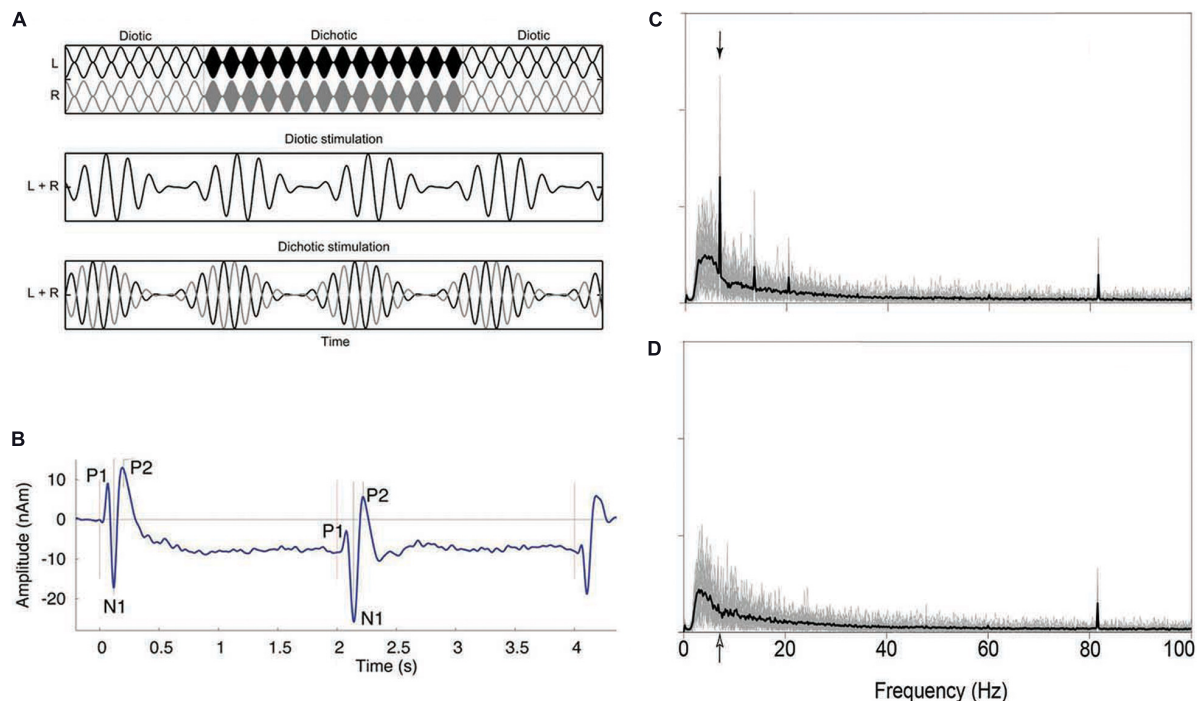 A
Diotic Dichotic Diotic
L
R
Diotic stimulation
L + R
Dichotic stimulation
L + R
Time
B
Amplitude (nAm)
10
0
-10
-20
P1
P2
N1
P1
P2
N1
0 0.5 1 1.5 2 2.5 3 3.5 4
Time (s)
C
D
0 20 40 60 80 100
Frequency (Hz)